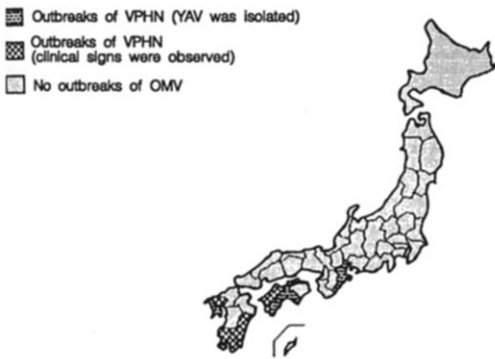 Outbreaks of VPHN (YAV was isolated)
Outbreaks of VPHN
(clinical signs were observed)
No outbreaks of OMV